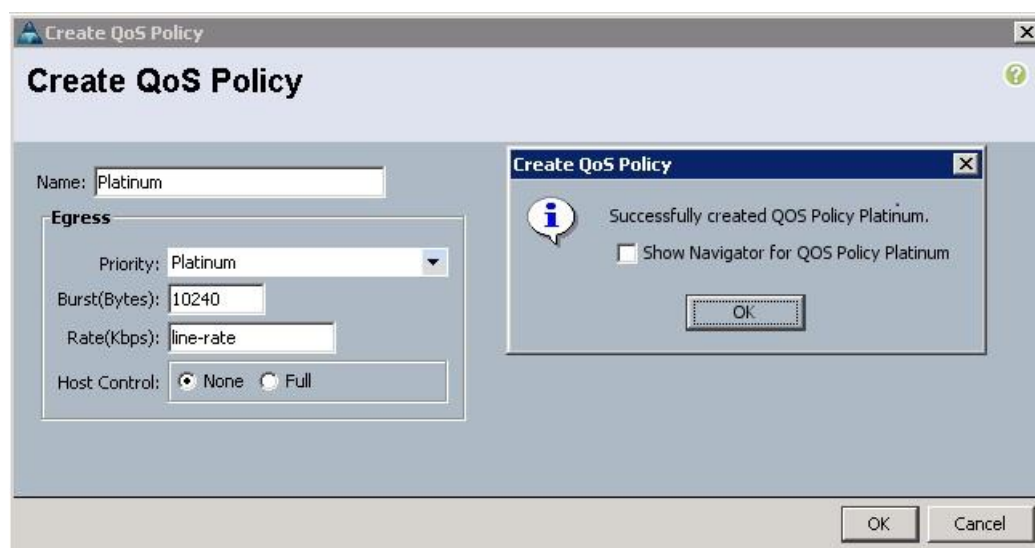 Create QoS Policy
Create QoS Policy
Name: Platinum
Egress
Priority: Platinum
Burst(Bytes): 10240
Rate(Kbps): line-rate
Host Control: None Full
Create QoS Policy
Successfully created QOS Policy Platinum.
Show Navigator for QOS Policy Platinum
OK
OK Cancel